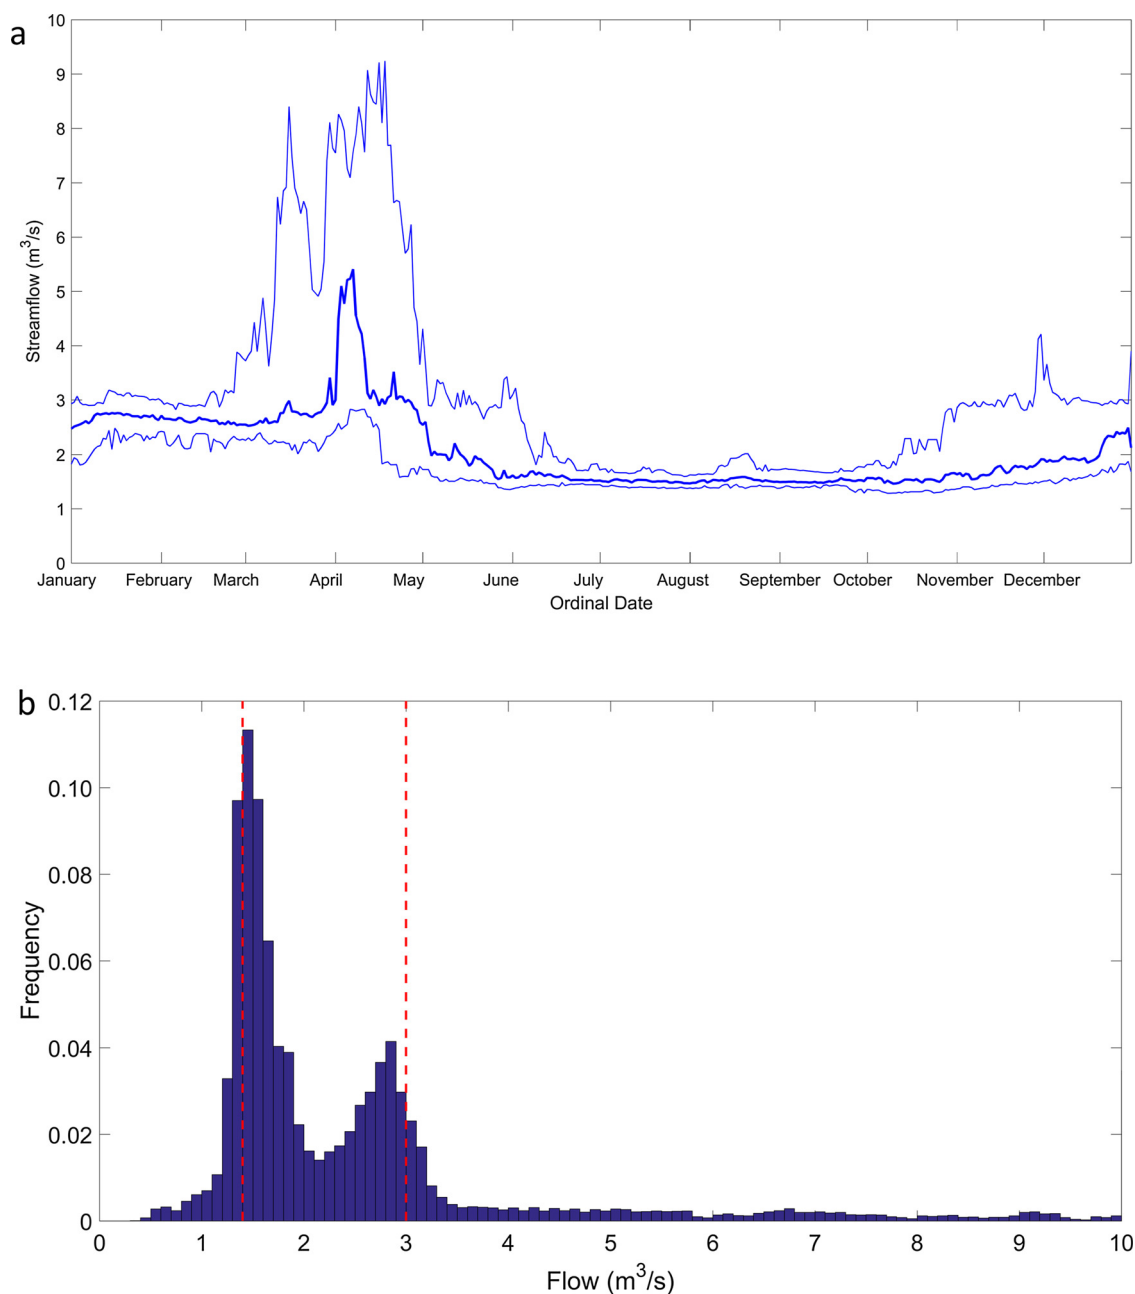 a
10
9
8
7
6
5
4
3
2
1
0
Streamflow (m³/s)
January February March April May June July August September October November December
Ordinal Date
b
0.12
0.10
0.08
0.06
0.04
0.02
0
Frequency
0 1 2 3 4 5 6 7 8 9 10
Flow (m³/s)